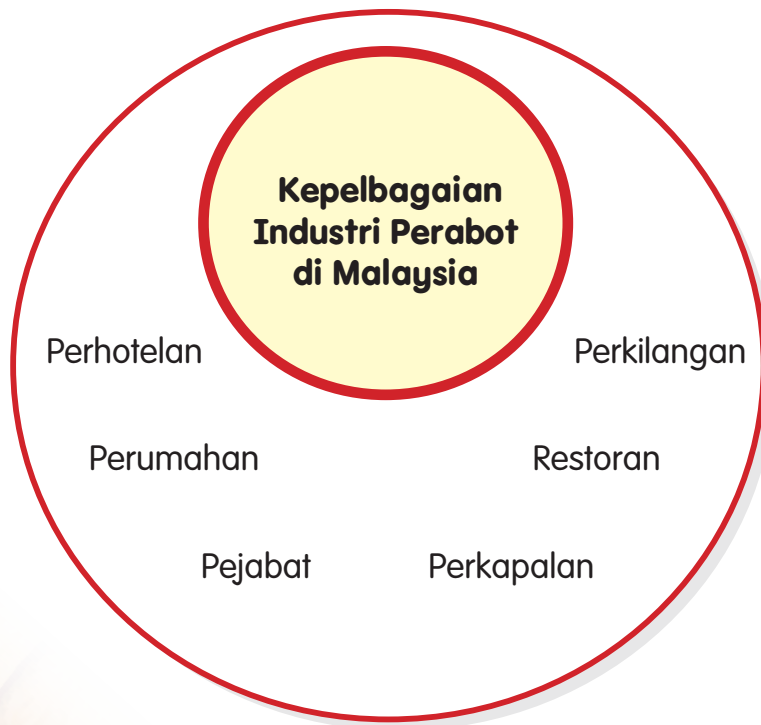 Kepelbagaian
Industri Perabot
di Malaysia
Perhotelan
Perkilangan
Perumahan
Restoran
Pejabat
Perkapalan